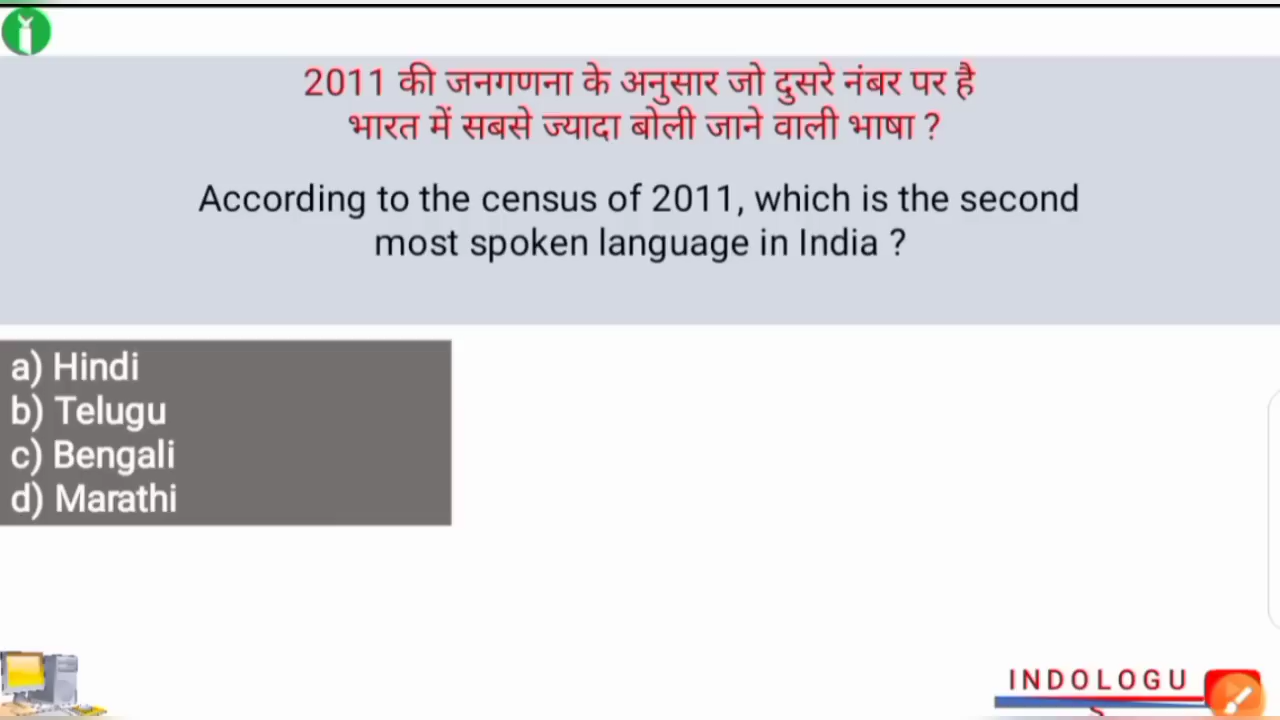 2011 की जनगणना के अनुसार जो दुसरे नंबर पर है
भारत में सबसे ज्यादा बोली जाने वाली भाषा ?
According to the census of 2011, which is the second
most spoken language in India ?
a) Hindi
b) Telugu
c) Bengali
d) Marathi
INDOLOGU
S